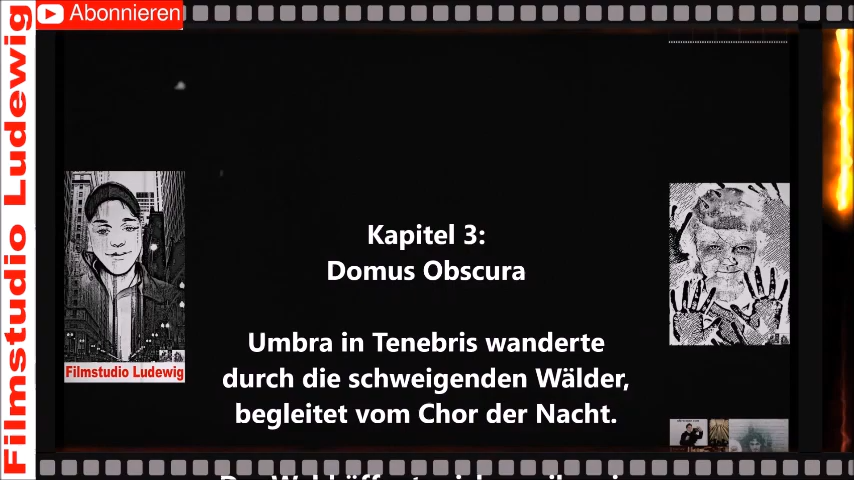 Abonnieren
Filmstudio Ludewig
Filmstudio Ludewig
Kapitel 3:
Domus Obscura
Umbra in Tenebris wanderte
durch die schweigenden Wälder,
begleitet vom Chor der Nacht.